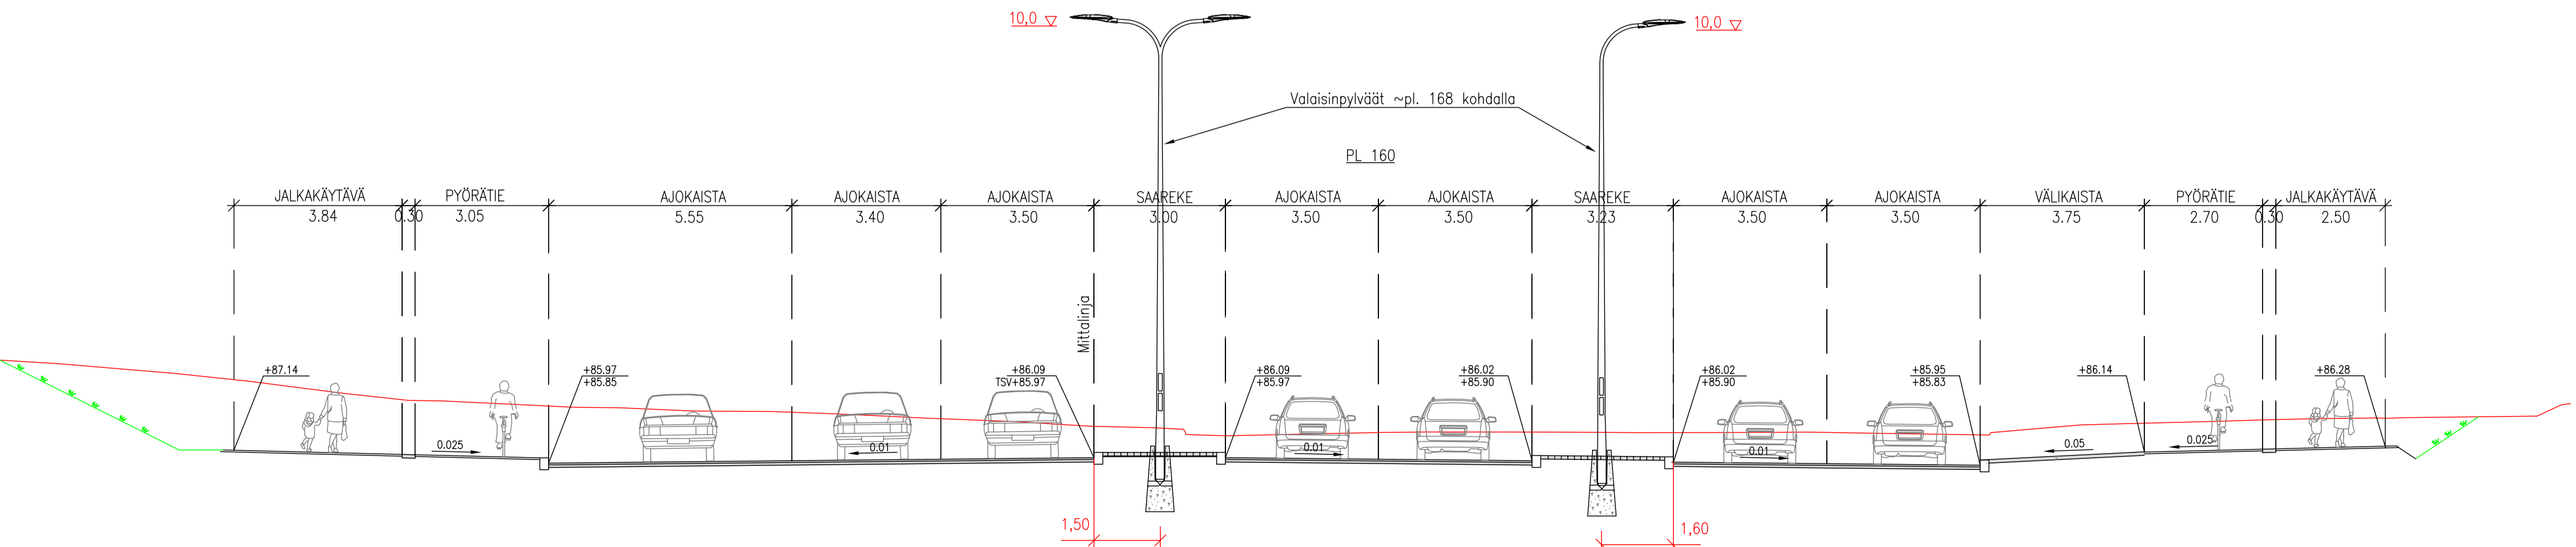 10,0
10,0
Valaisinpylväät ~pl. 168 kohdalla
PL 160
JALKAKÄYTÄVÄ
PYÖRÄTIE
AJOKAISTA
AJOKAISTA
AJOKAISTA
SAAREKE
AJOKAISTA
AJOKAISTA
SAAREKE
AJOKAISTA
AJOKAISTA
VÄLIKAISTA
PYÖRÄTIE
JALKAKÄYTÄVÄ
3.84
0.30
3.05
5.55
3.40
3.50
3.00
3.50
3.50
3.23
3.50
3.50
3.75
2.70
0.30
2.50
Mittalinja
+87.14
+85.97
+85.85
+86.09
TSV+85.97
+86.09
+85.97
+86.02
+85.90
+86.02
+85.90
+85.95
+85.83
+86.14
+86.28
0.025
0.01
0.01
0.01
0.05
0.025
1,50
1,60